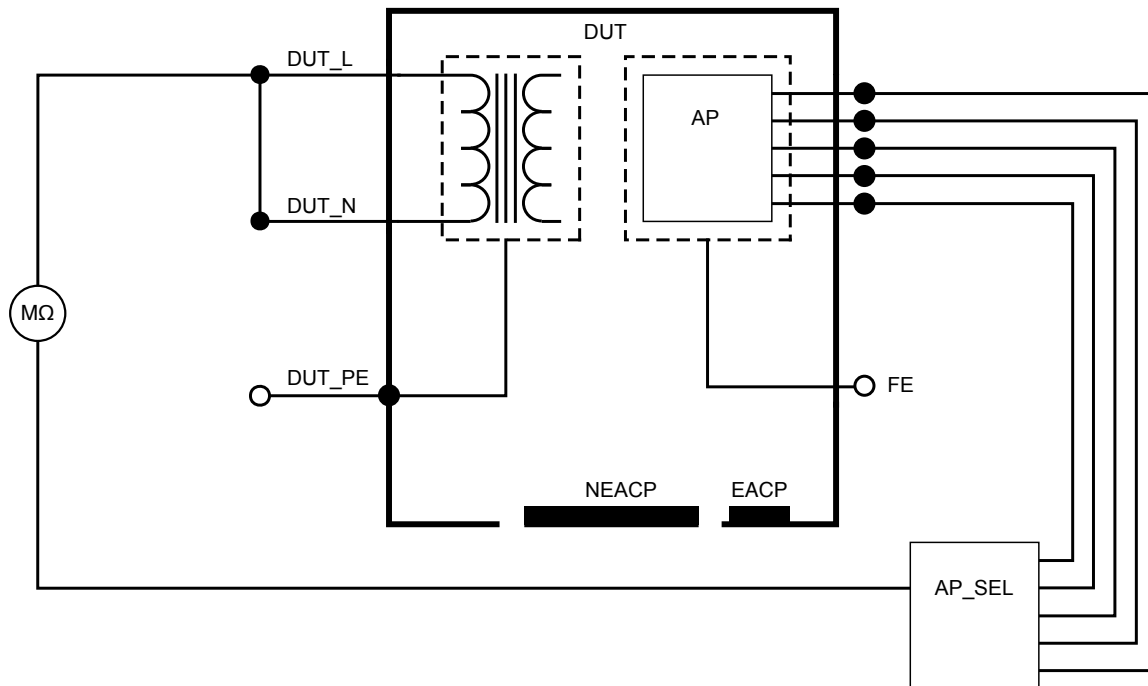 DUT
DUT_L
AP
DUT_N
MΩ
DUT_PE
FE
NEACP
EACP
AP_SEL